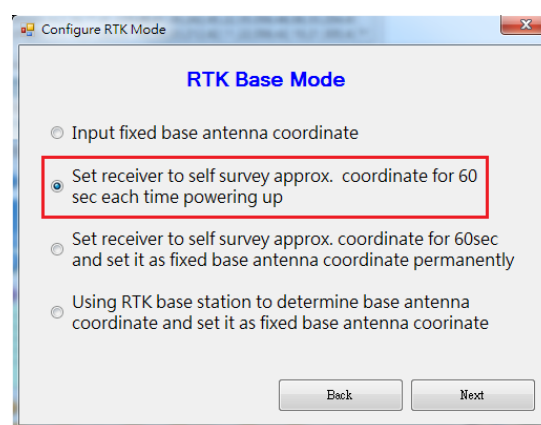 Configure RTK Mode
RTK Base Mode
Input fixed base antenna coordinate
Set receiver to self survey approx. coordinate for 60
sec each time powering up
Set receiver to self survey approx. coordinate for 60sec
and set it as fixed base antenna coordinate permanently
Using RTK base station to determine base antenna
coordinate and set it as fixed base antenna coorinate
Back Next